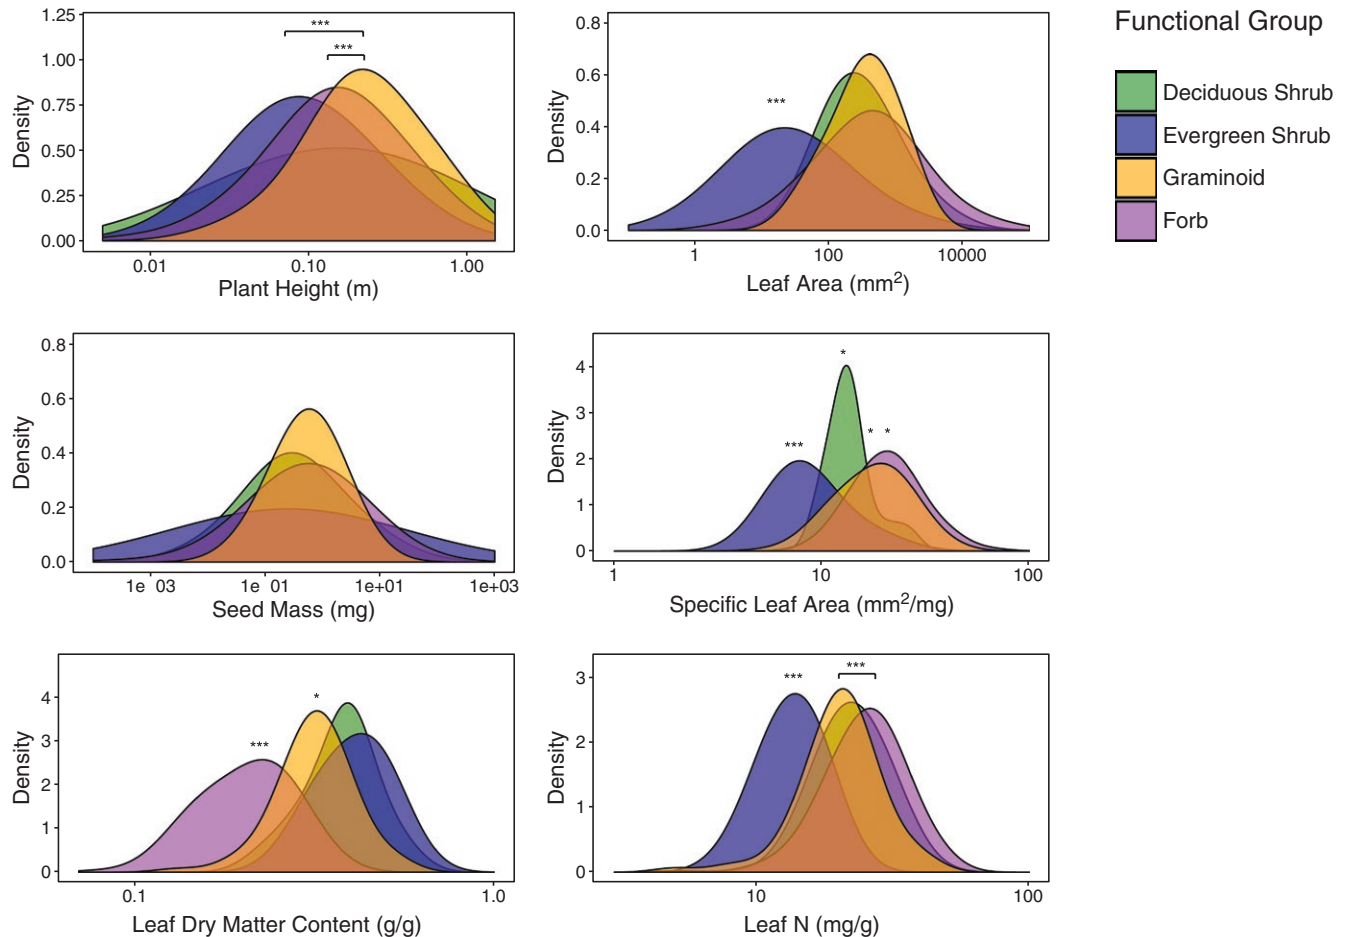 Functional Group
Deciduous Shrub
Evergreen Shrub
Graminoid
Forb
Density
1.25
1.00
0.75
0.50
0.25
0.00
***
***
0.01 0.10 1.00
Plant Height (m)
Density
0.8
0.6
0.4
0.2
0.0
***
1 100 10000
Leaf Area (mm²)
Density
0.8
0.6
0.4
0.2
0.0
1e 03 1e 01 1e+01 1e+03
Seed Mass (mg)
Density
4
3
2
1
0
*
***
* *
1 10 100
Specific Leaf Area (mm²/mg)
Density
4
3
2
1
0
***
*
0.1 1.0
Leaf Dry Matter Content (g/g)
Density
3
2
1
0
***
***
10 100
Leaf N (mg/g)